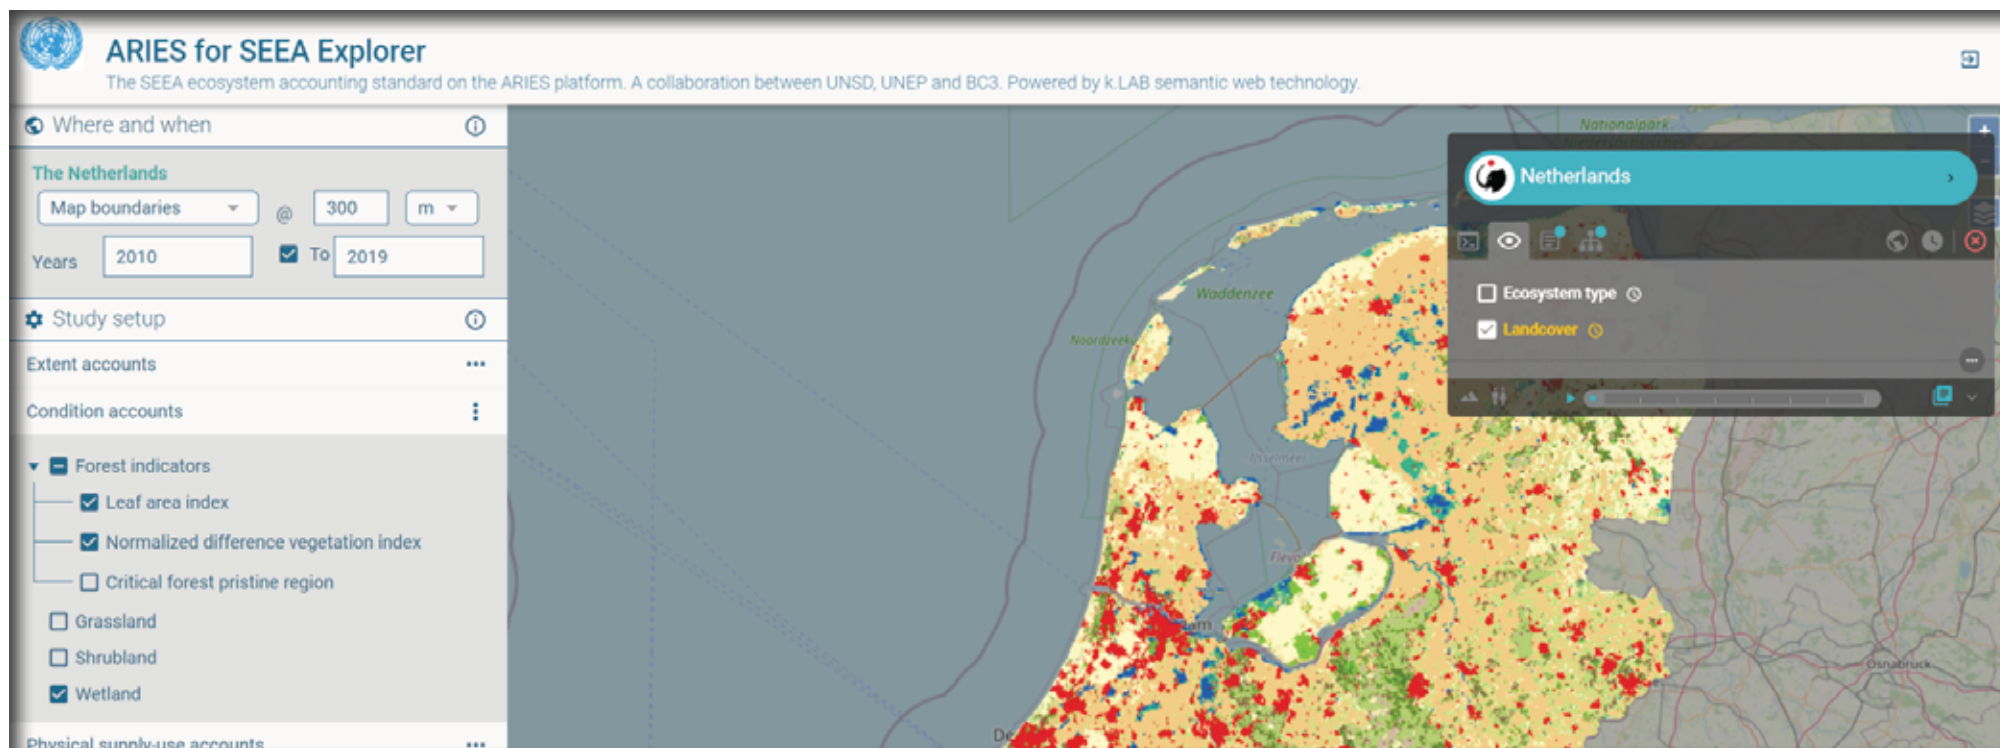 ARIES for SEEA Explorer
The SEEA ecosystem accounting standard on the ARIES platform. A collaboration between UNSD, UNEP and BC3. Powered by k.LAB semantic web technology.
Where and when
The Netherlands
Map boundaries @ 300 m
Years 2010 To 2019
Study setup
Extent accounts
Condition accounts
Forest indicators
Leaf area index
Normalized difference vegetation index
Critical forest pristine region
Grassland
Shrubland
Wetland
Physical supply-use accounts
Nationalpark
Netherlands
Ecosystem type
Landcover
Waddenzee
IJsselmeer
Osnabrück
De